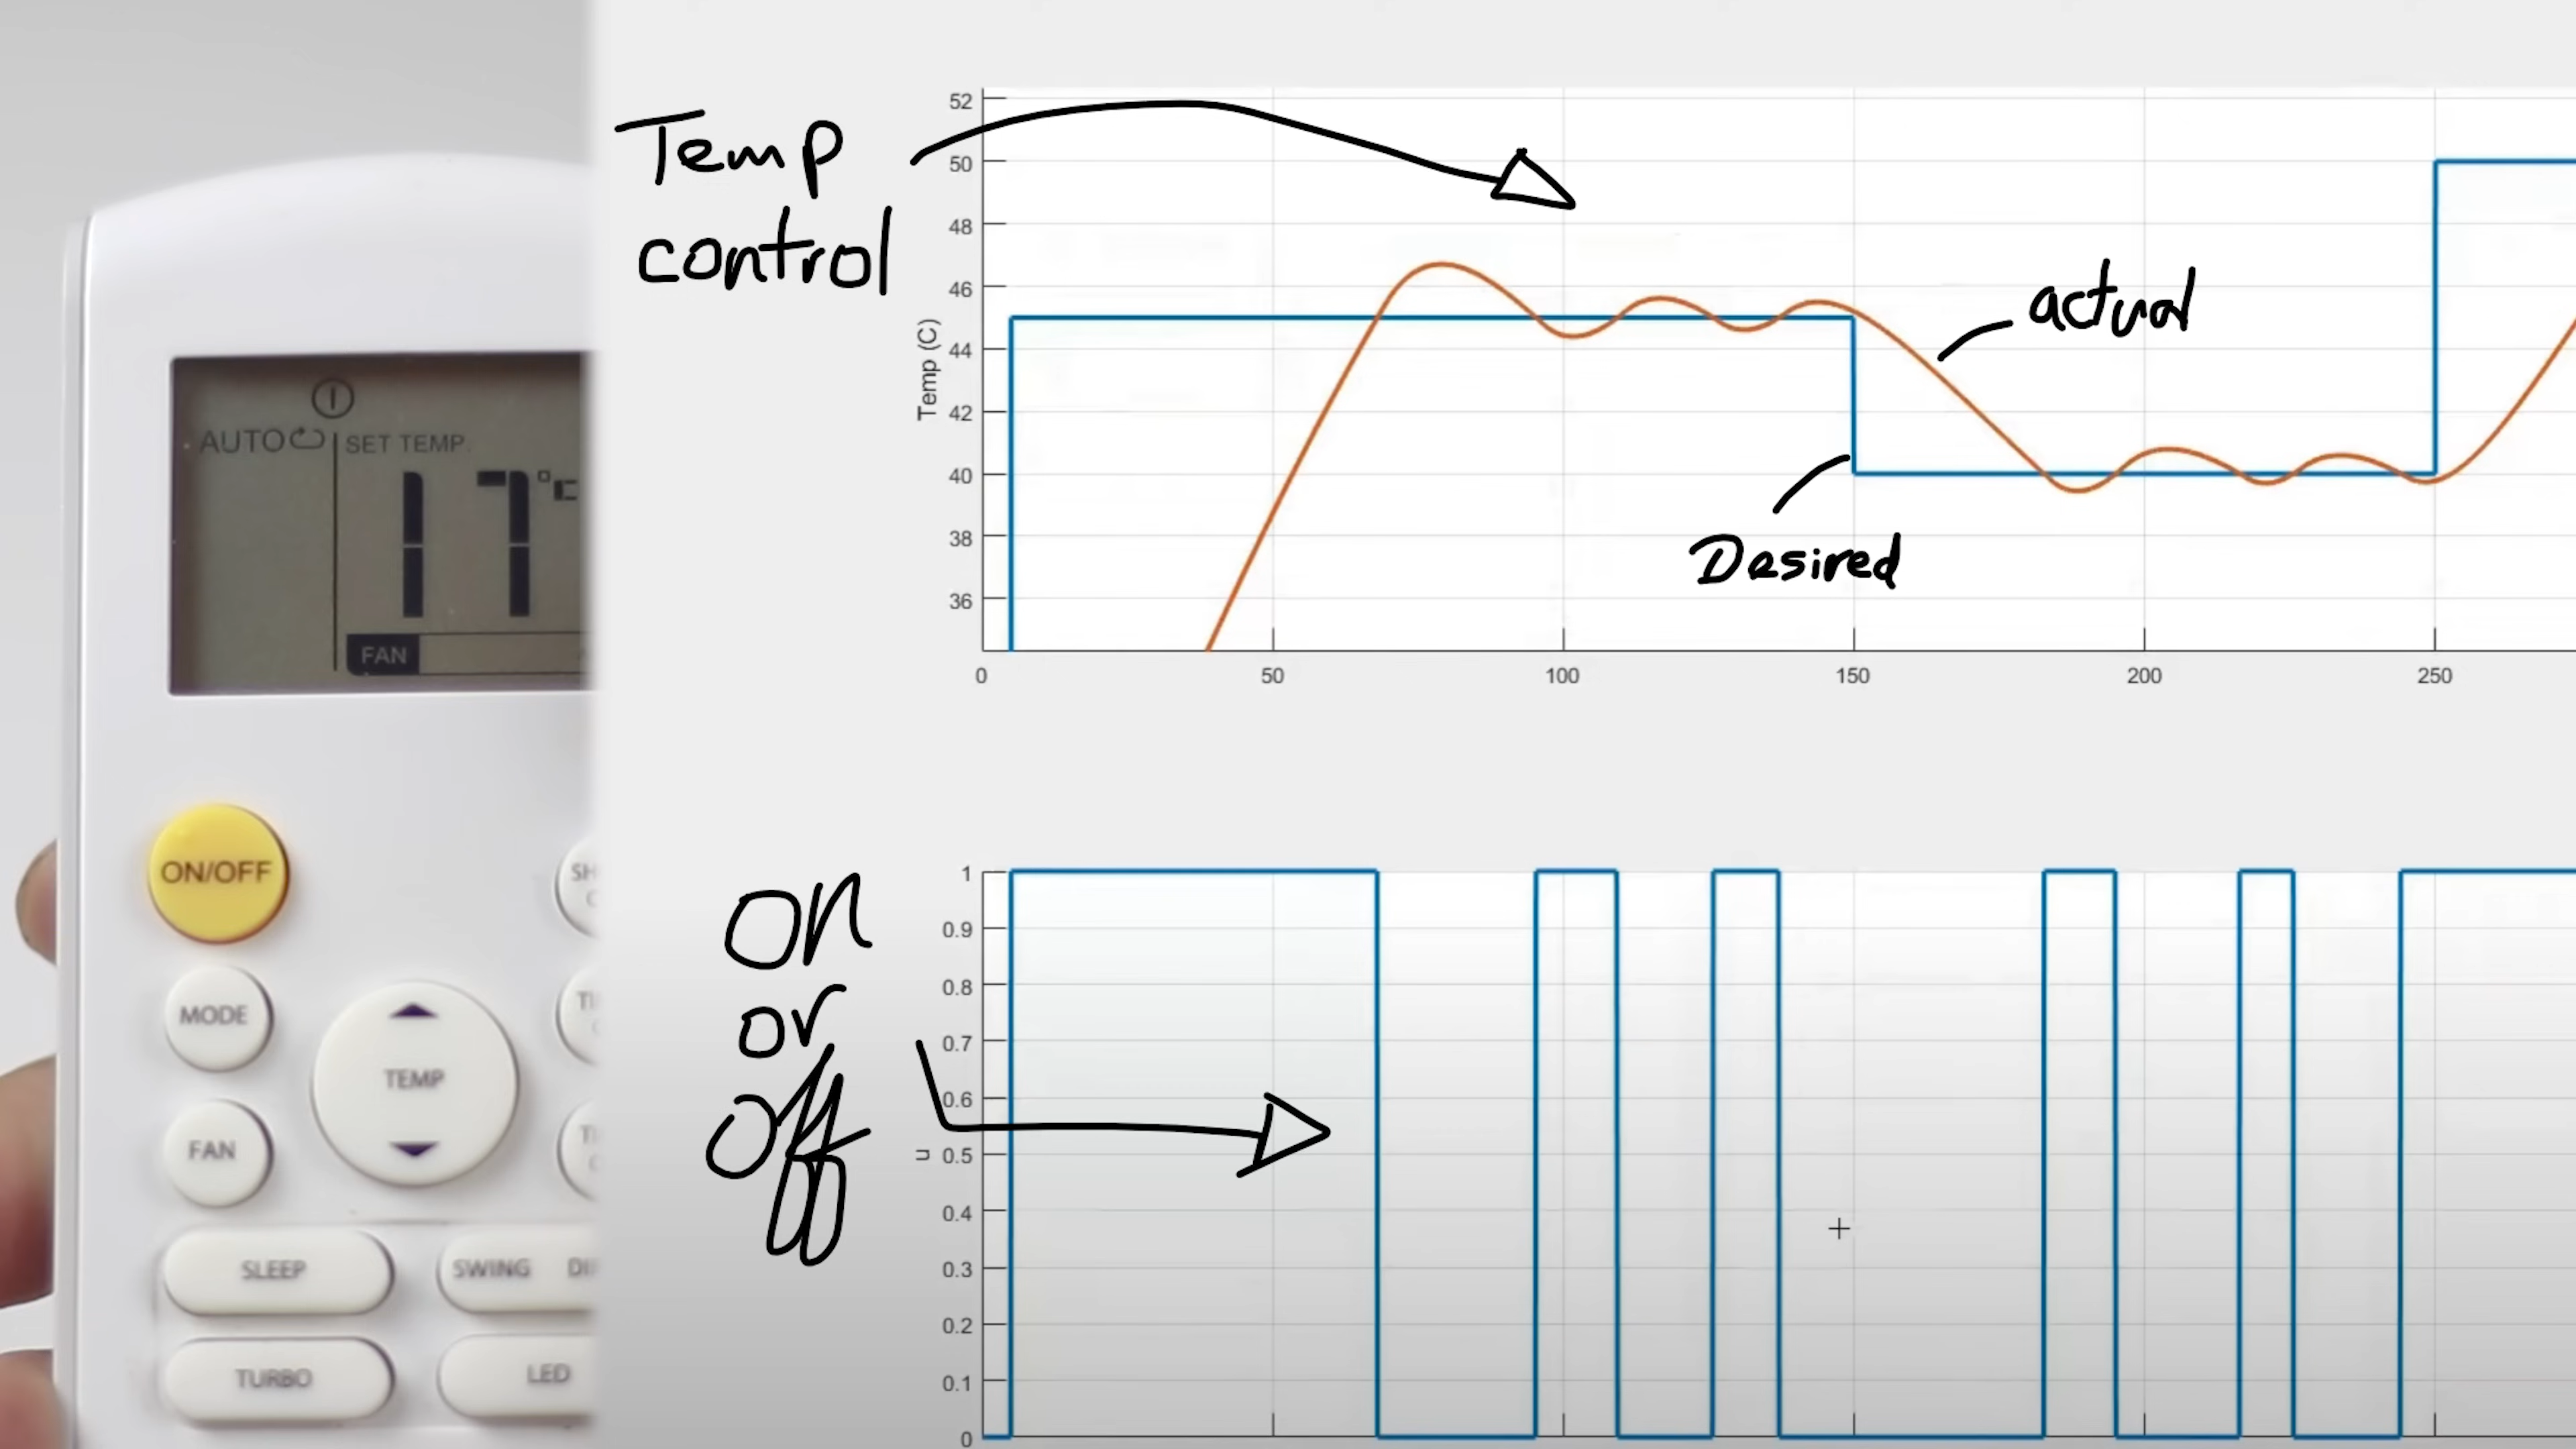 AUTO
SET TEMP.
17°C
FAN
ON/OFF
MODE
TEMP
FAN
SLEEP
SWING
TURBO
LED
Temp
control
52
50
48
46
44
42
40
38
36
Temp (C)
0
50
100
150
200
250
actual
Desired
on
or
off
1
0.9
0.8
0.7
0.6
0.5
0.4
0.3
0.2
0.1
0
u